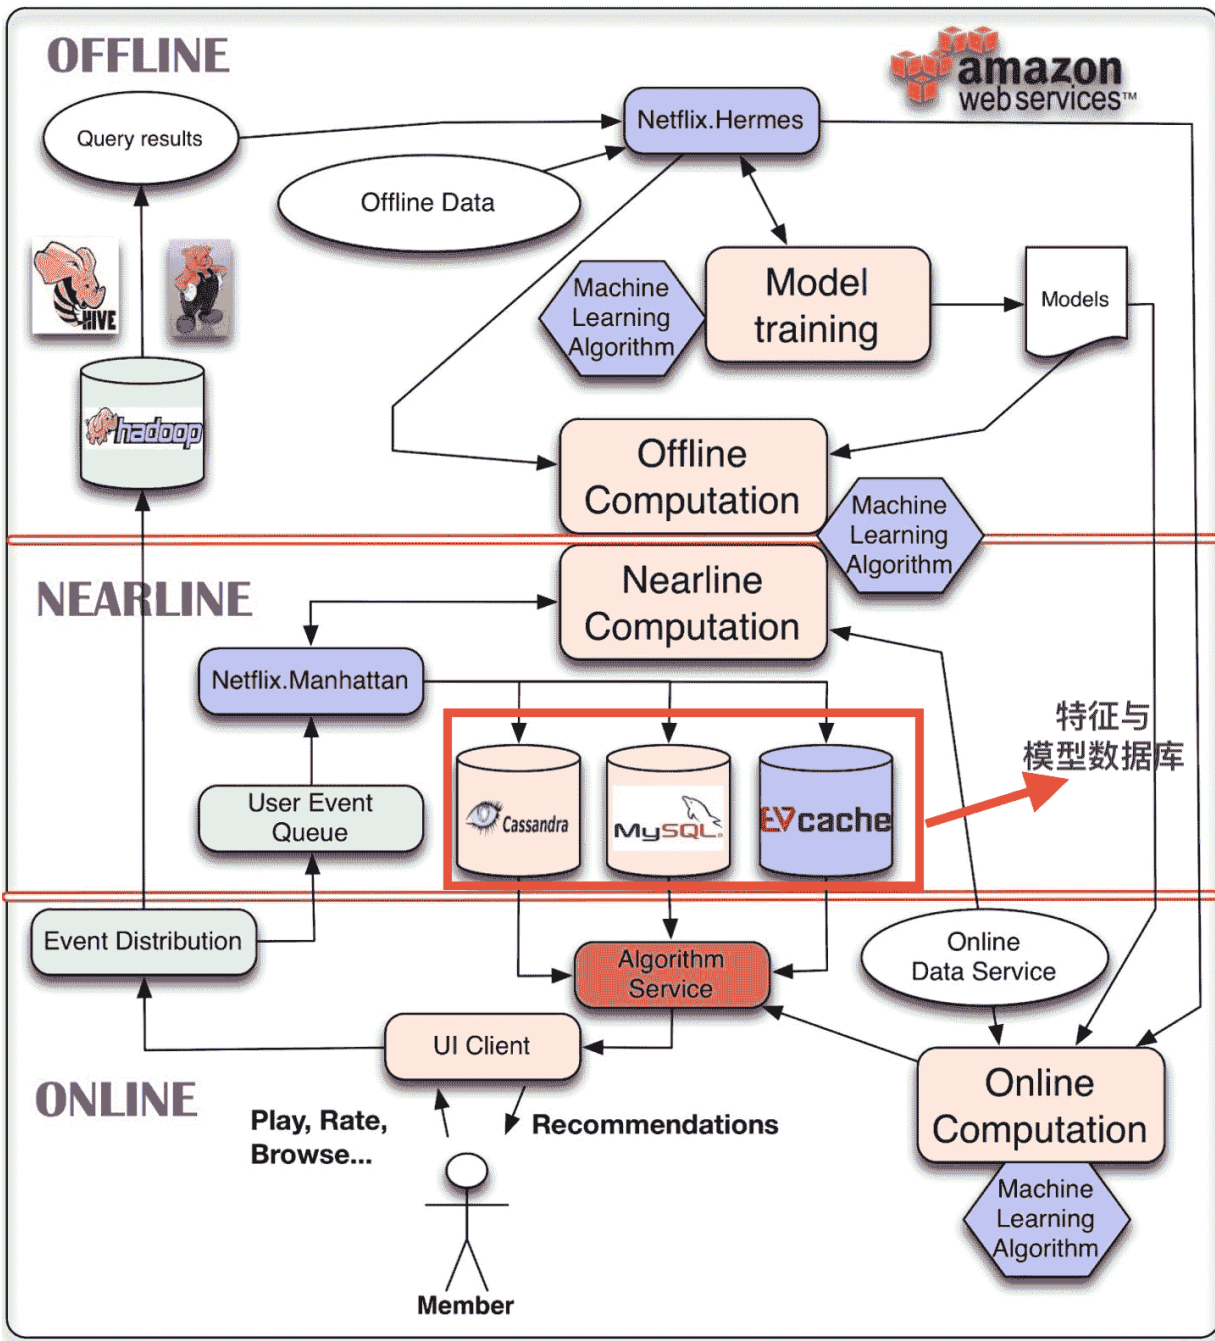 OFFLINE
amazon
web services™
Query results
Netflix.Hermes
Offline Data
HIVE
Machine
Learning
Algorithm
Model
training
Models
hadoop
Offline
Computation
Machine
Learning
Algorithm
NEARLINE
Nearline
Computation
Netflix.Manhattan
特征与
模型数据库
User Event
Queue
Cassandra
MySQL
EVcache
Event Distribution
Algorithm
Service
Online
Data Service
UI Client
ONLINE
Online
Computation
Play, Rate,
Browse...
Recommendations
Machine
Learning
Algorithm
Member